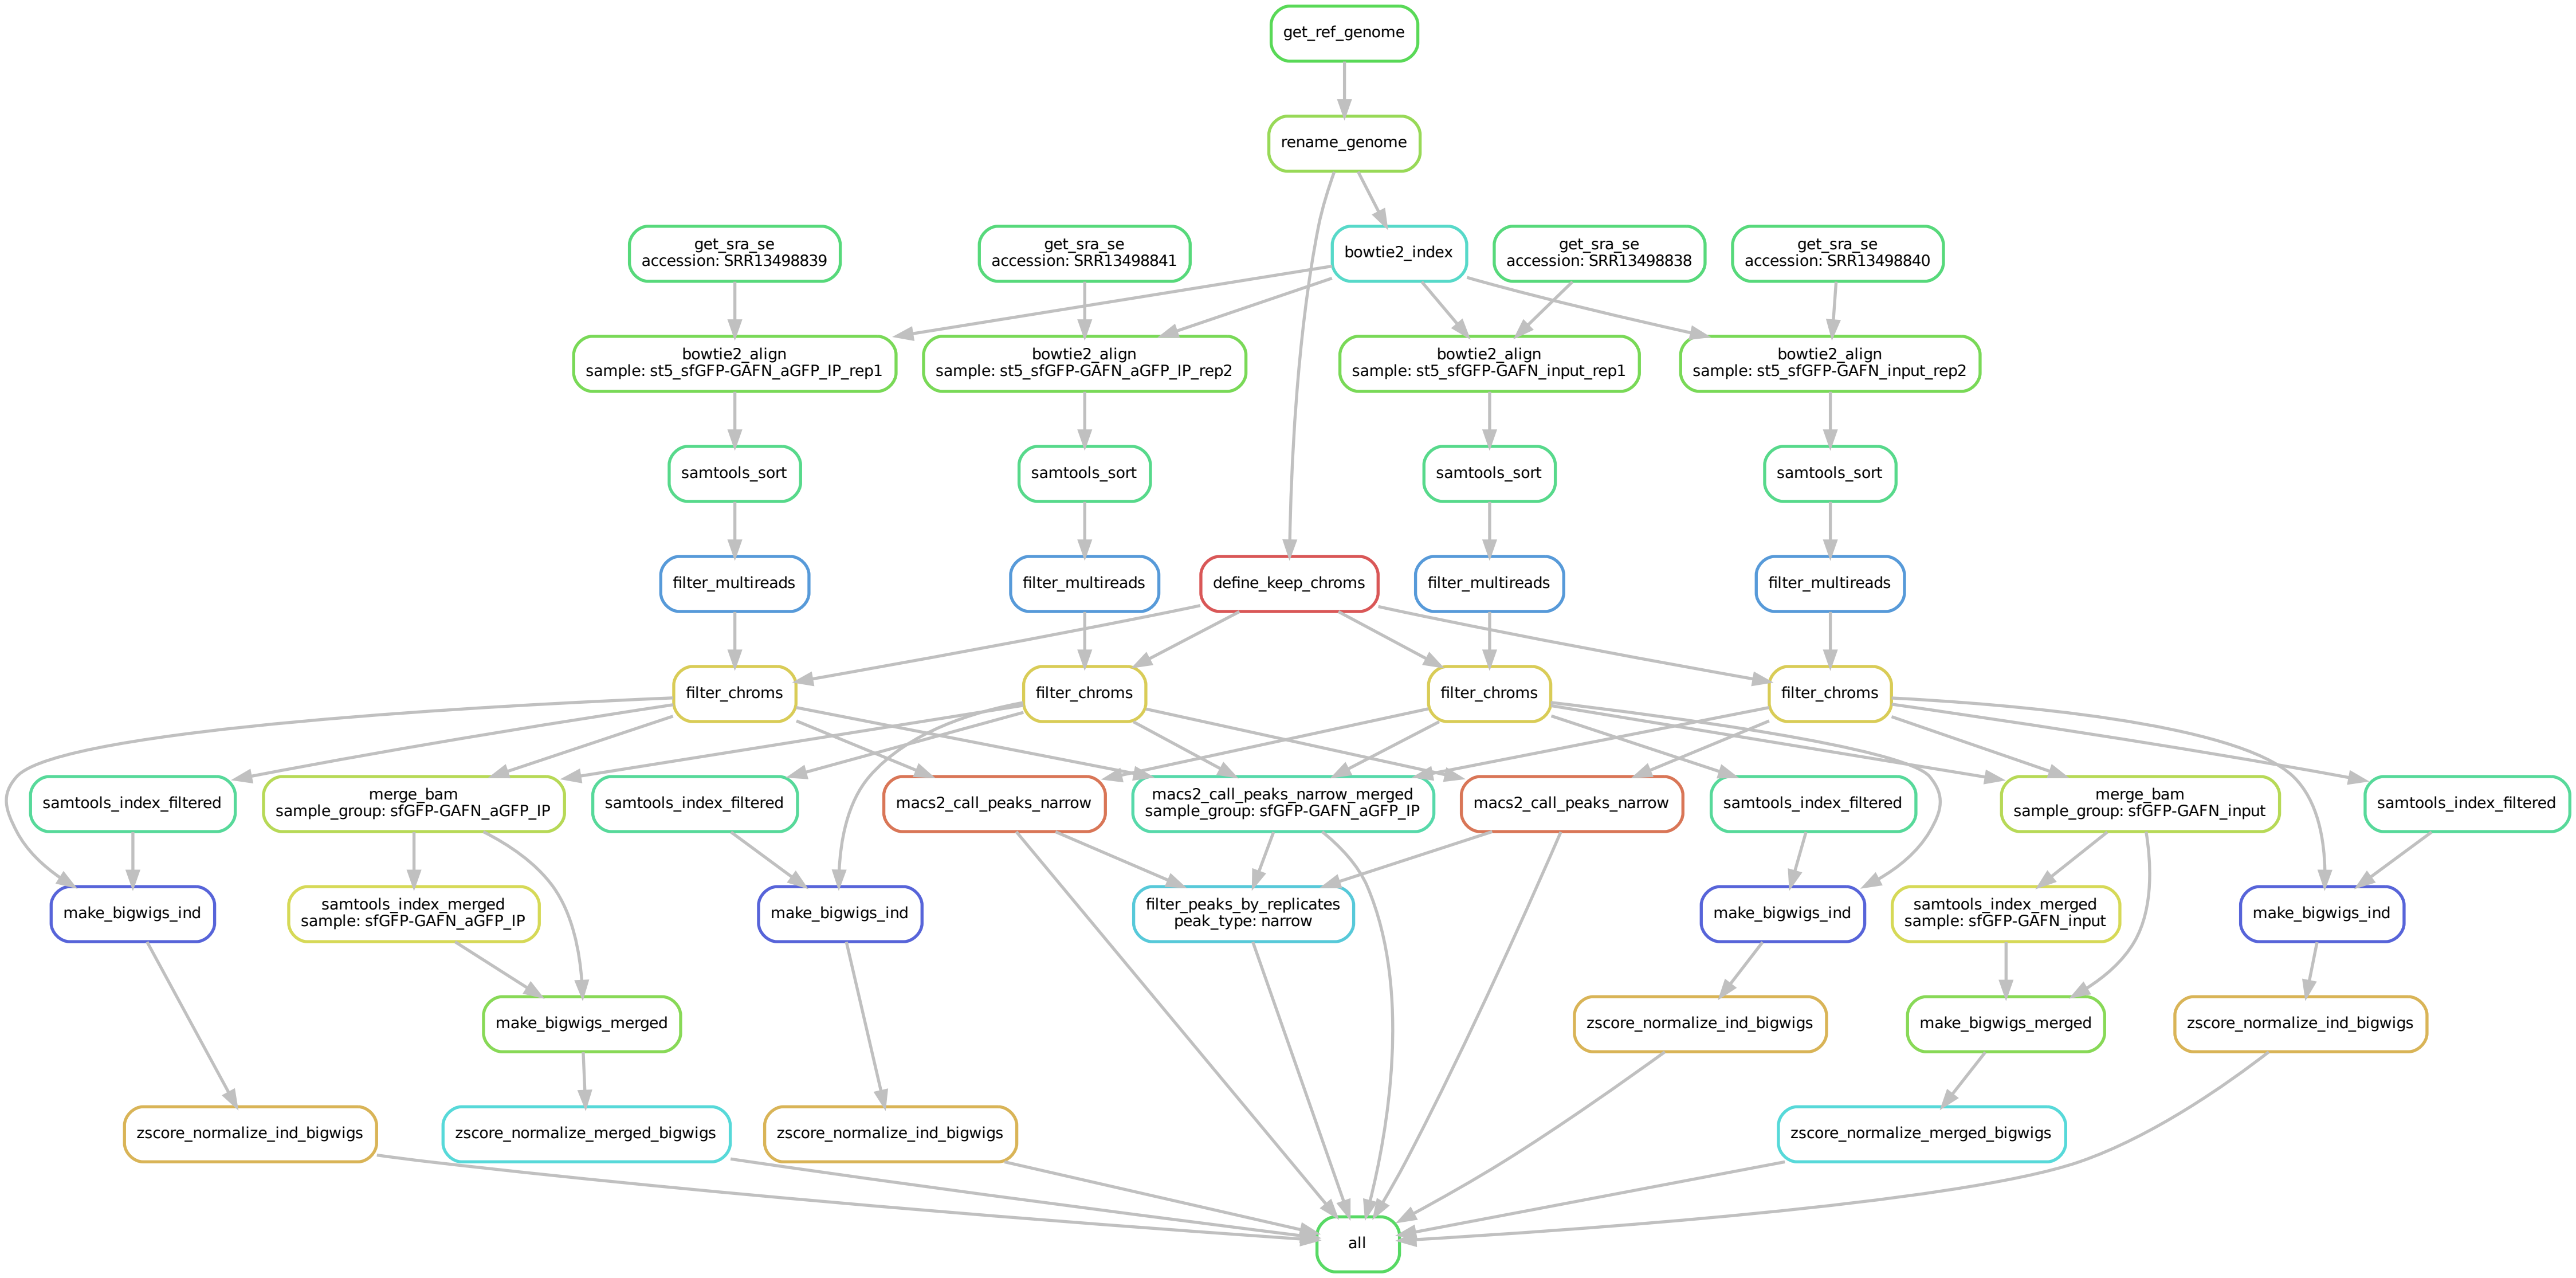 get_ref_genome
rename_genome
get_sra_se
accession: SRR13498839
get_sra_se
accession: SRR13498841
bowtie2_index
get_sra_se
accession: SRR13498838
get_sra_se
accession: SRR13498840
bowtie2_align
sample: st5_sfGFP-GAFN_aGFP_IP_rep1
bowtie2_align
sample: st5_sfGFP-GAFN_aGFP_IP_rep2
bowtie2_align
sample: st5_sfGFP-GAFN_input_rep1
bowtie2_align
sample: st5_sfGFP-GAFN_input_rep2
samtools_sort
samtools_sort
samtools_sort
samtools_sort
filter_multireads
filter_multireads
define_keep_chroms
filter_multireads
filter_multireads
filter_chroms
filter_chroms
filter_chroms
filter_chroms
samtools_index_filtered
merge_bam
sample_group: sfGFP-GAFN_aGFP_IP
samtools_index_filtered
macs2_call_peaks_narrow
macs2_call_peaks_narrow_merged
sample_group: sfGFP-GAFN_aGFP_IP
macs2_call_peaks_narrow
samtools_index_filtered
merge_bam
sample_group: sfGFP-GAFN_input
samtools_index_filtered
make_bigwigs_ind
samtools_index_merged
sample: sfGFP-GAFN_aGFP_IP
make_bigwigs_ind
filter_peaks_by_replicates
peak_type: narrow
make_bigwigs_ind
samtools_index_merged
sample: sfGFP-GAFN_input
make_bigwigs_ind
make_bigwigs_merged
zscore_normalize_ind_bigwigs
make_bigwigs_merged
zscore_normalize_ind_bigwigs
zscore_normalize_ind_bigwigs
zscore_normalize_merged_bigwigs
zscore_normalize_ind_bigwigs
zscore_normalize_merged_bigwigs
all